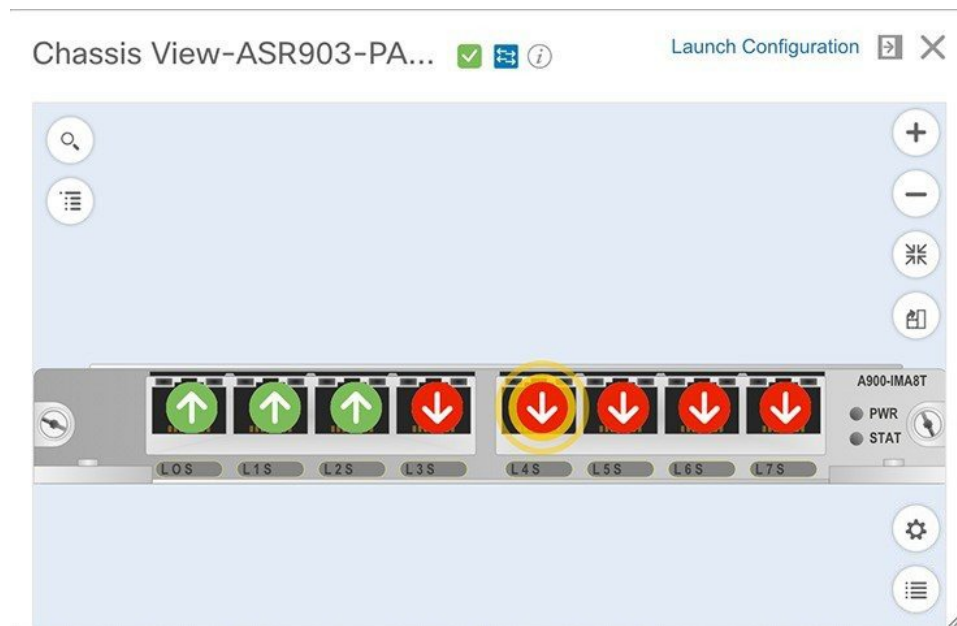 Chassis View-ASR903-PA...
Launch Configuration
A900-IMA8T
PWR
STAT
L0S L1S L2S L3S L4S L5S L6S L7S